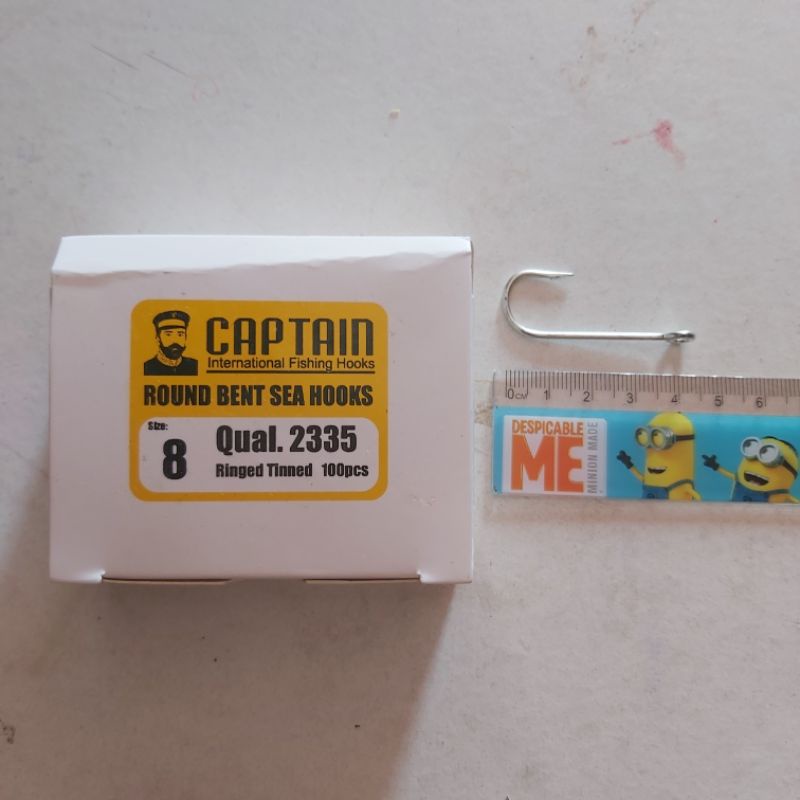 CAPTAIN
International Fishing Hooks
ROUND BENT SEA HOOKS
Size:
8
Qual. 2335
Ringed Tinned 100pcs
0CM 1 2 3 4 5 6
DESPICABLE
ME
MINION MADE